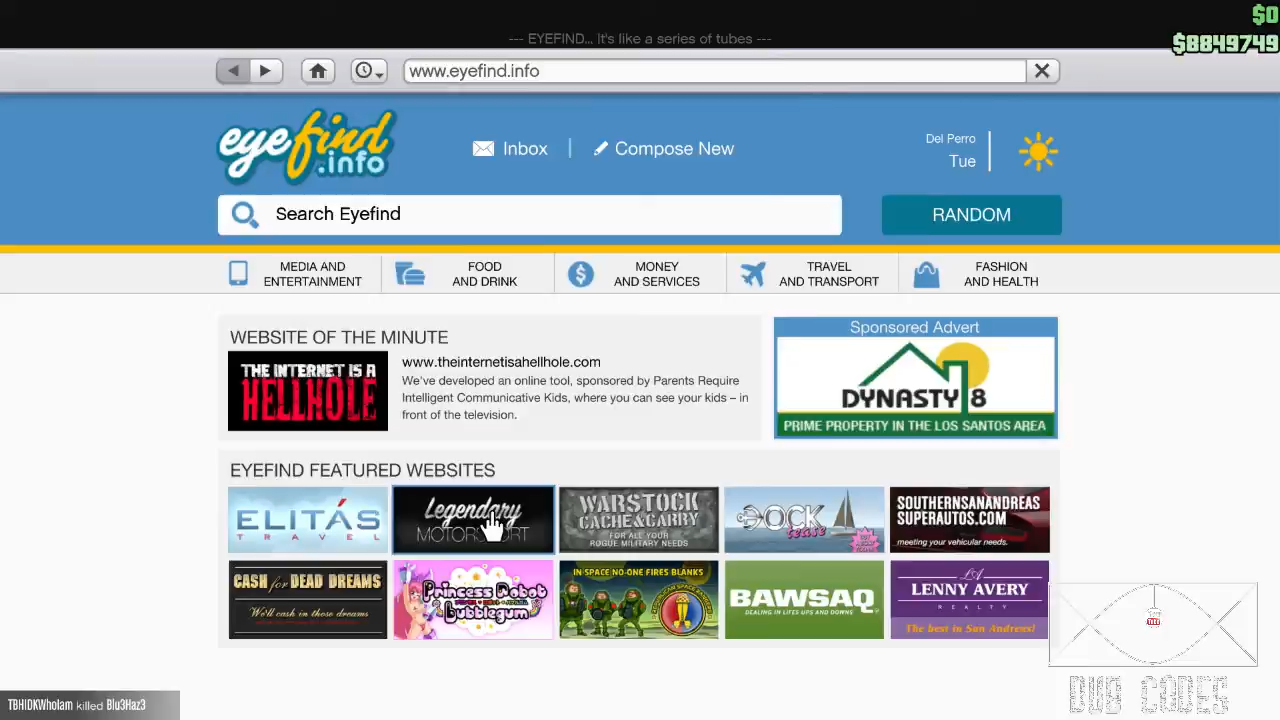 $0
--- EYEFIND... It's like a series of tubes ---
$8849749
www.eyefind.info
eyefind.info
Inbox
Compose New
Del Perro
Tue
Search Eyefind
RANDOM
MEDIA AND ENTERTAINMENT
FOOD AND DRINK
MONEY AND SERVICES
TRAVEL AND TRANSPORT
FASHION AND HEALTH
WEBSITE OF THE MINUTE
THE INTERNET IS A
HELLHOLE
www.theinternetisahellhole.com
We've developed an online tool, sponsored by Parents Require
Intelligent Communicative Kids, where you can see your kids – in
front of the television.
Sponsored Advert
DYNASTY 8
PRIME PROPERTY IN THE LOS SANTOS AREA
EYEFIND FEATURED WEBSITES
ELITÁS
TRAVEL
Legendary
MOTORSPORT
WARSTOCK
CACHE & CARRY
FOR ALL YOUR
ROGUE MILITARY NEEDS
DOCK
tease
SOUTHERNSANANDREAS
SUPERAUTOS.COM
meeting your vehicular needs.
CASH for DEAD DREAMS
We'll cash in those dreams
Princess Robot
Bubblegum
IN SPACE NO-ONE FIRES BLANKS
BAWSAQ
DEALING IN LIFE'S UPS AND DOWNS
LA
LENNY AVERY
REALTY
The best in San Andreas!
DUB CODES
TBHIDKWhoIam killed Blu3Haz3